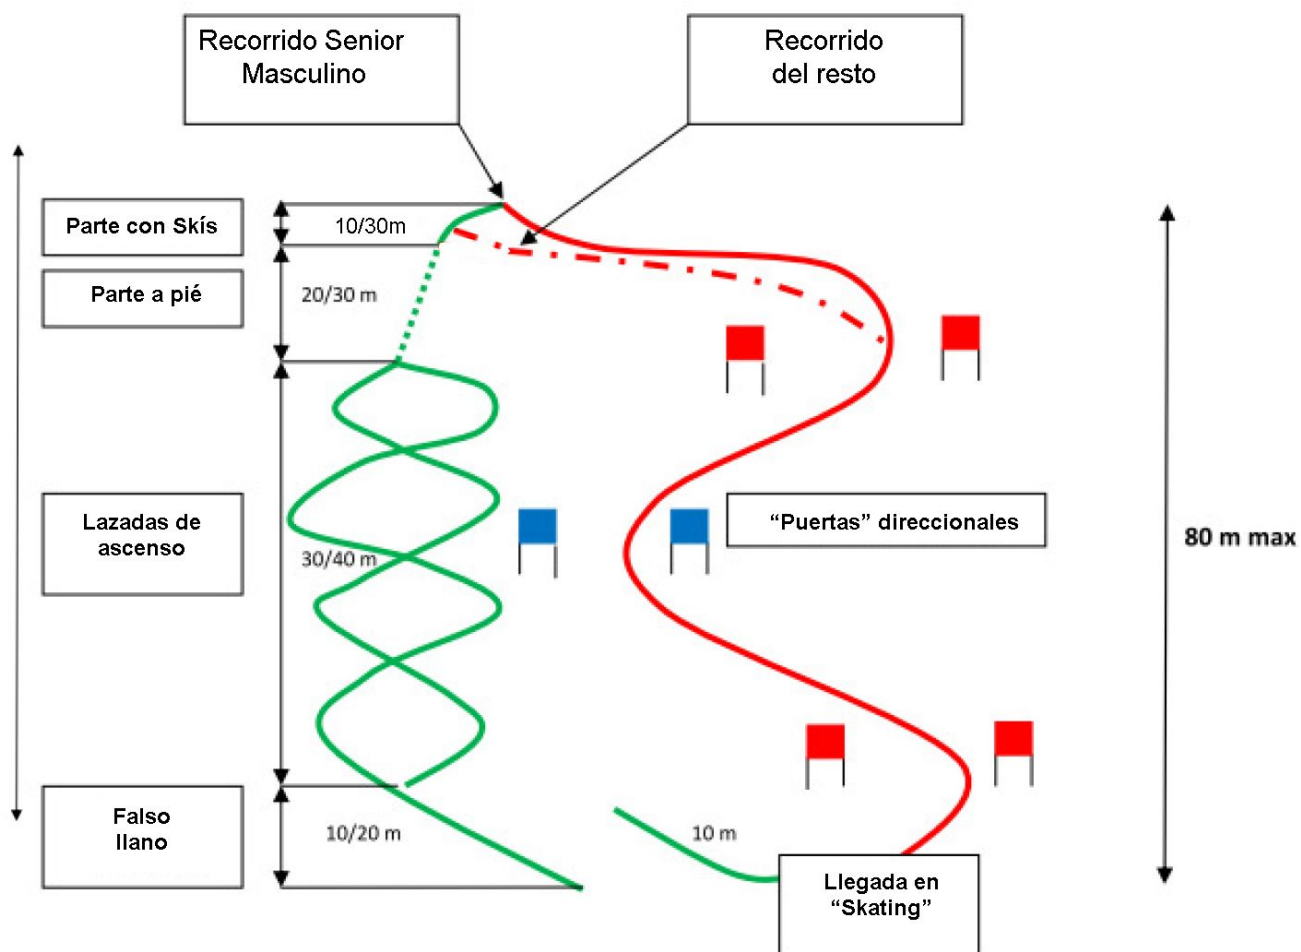 Recorrido Senior
Masculino
Recorrido
del resto
Parte con Skís
10/30m
Parte a pié
20/30 m
Lazadas de
ascenso
30/40 m
“Puertas” direccionales
80 m max
Falso
llano
10/20 m
10 m
Llegada en
“Skating”